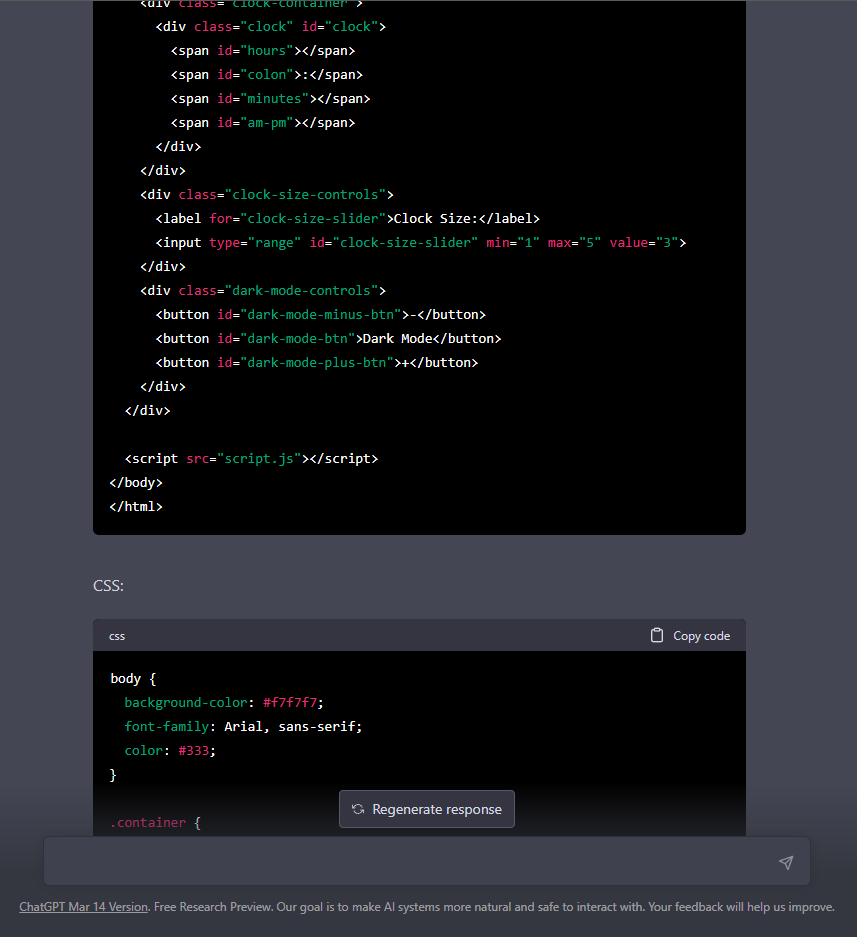 <div class="clock-container">
<div class="clock" id="clock">
<span id="hours"></span>
<span id="colon">:</span>
<span id="minutes"></span>
<span id="am-pm"></span>
</div>
</div>
<div class="clock-size-controls">
<label for="clock-size-slider">Clock Size:</label>
<input type="range" id="clock-size-slider" min="1" max="5" value="3">
</div>
<div class="dark-mode-controls">
<button id="dark-mode-minus-btn">-</button>
<button id="dark-mode-btn">Dark Mode</button>
<button id="dark-mode-plus-btn">+</button>
</div>
</div>
<script src="script.js"></script>
</body>
</html>
CSS:
css Copy code
body {
background-color: #f7f7f7;
font-family: Arial, sans-serif;
color: #333;
}
Regenerate response
.container {
ChatGPT Mar 14 Version. Free Research Preview. Our goal is to make AI systems more natural and safe to interact with. Your feedback will help us improve.